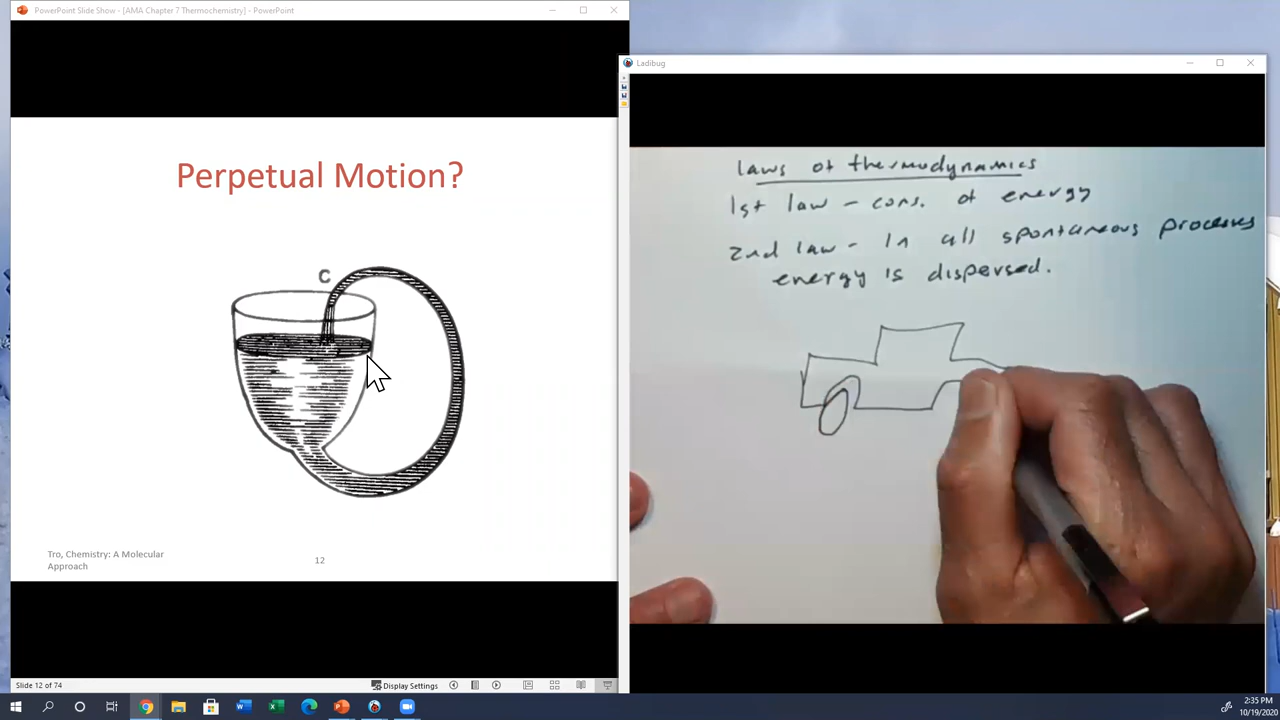 PowerPoint Slide Show - [AMA Chapter 7 Thermochemistry] - PowerPoint
Perpetual Motion?
C
Tro, Chemistry: A Molecular
Approach
12
Slide 12 of 74
Display Settings
Ladibug
laws of thermodynamics
1st law - cons. of energy
2nd law - in all spontaneous processes
energy is dispersed.
2:35 PM
10/19/2020